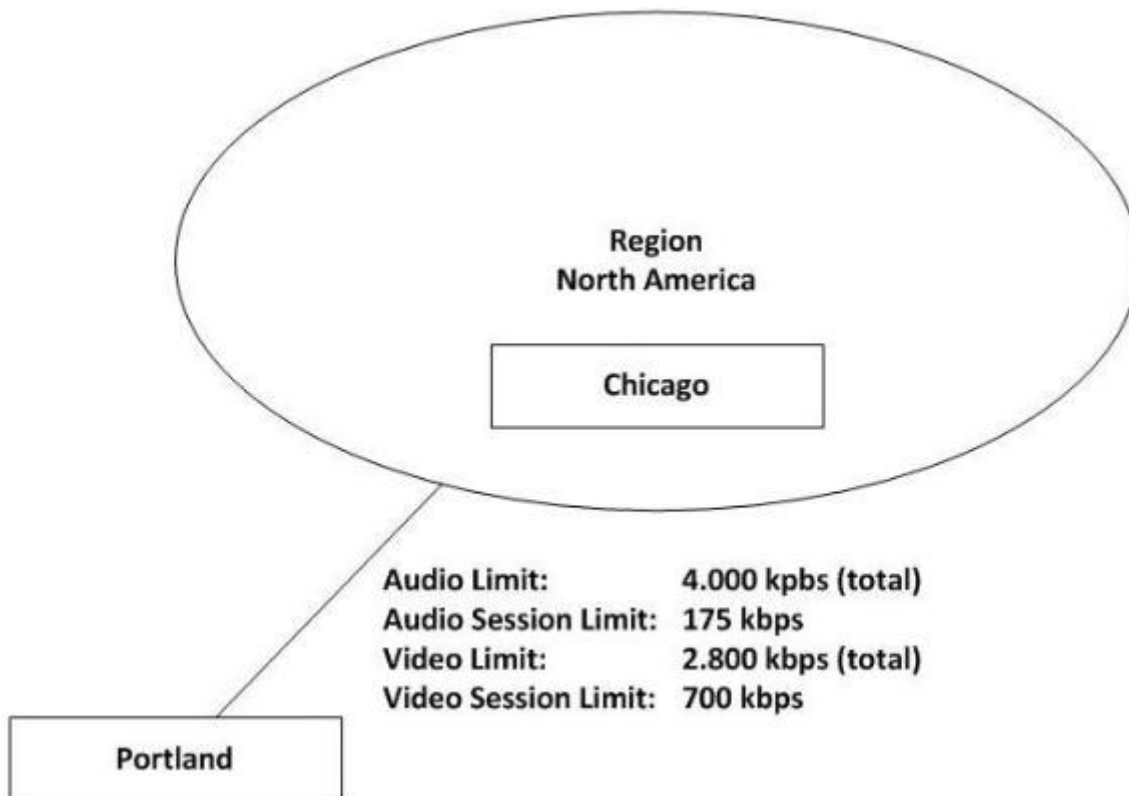 Region
North America
Chicago
Audio Limit: 4.000 kpbs (total)
Audio Session Limit: 175 kbps
Video Limit: 2.800 kbps (total)
Video Session Limit: 700 kbps
Portland